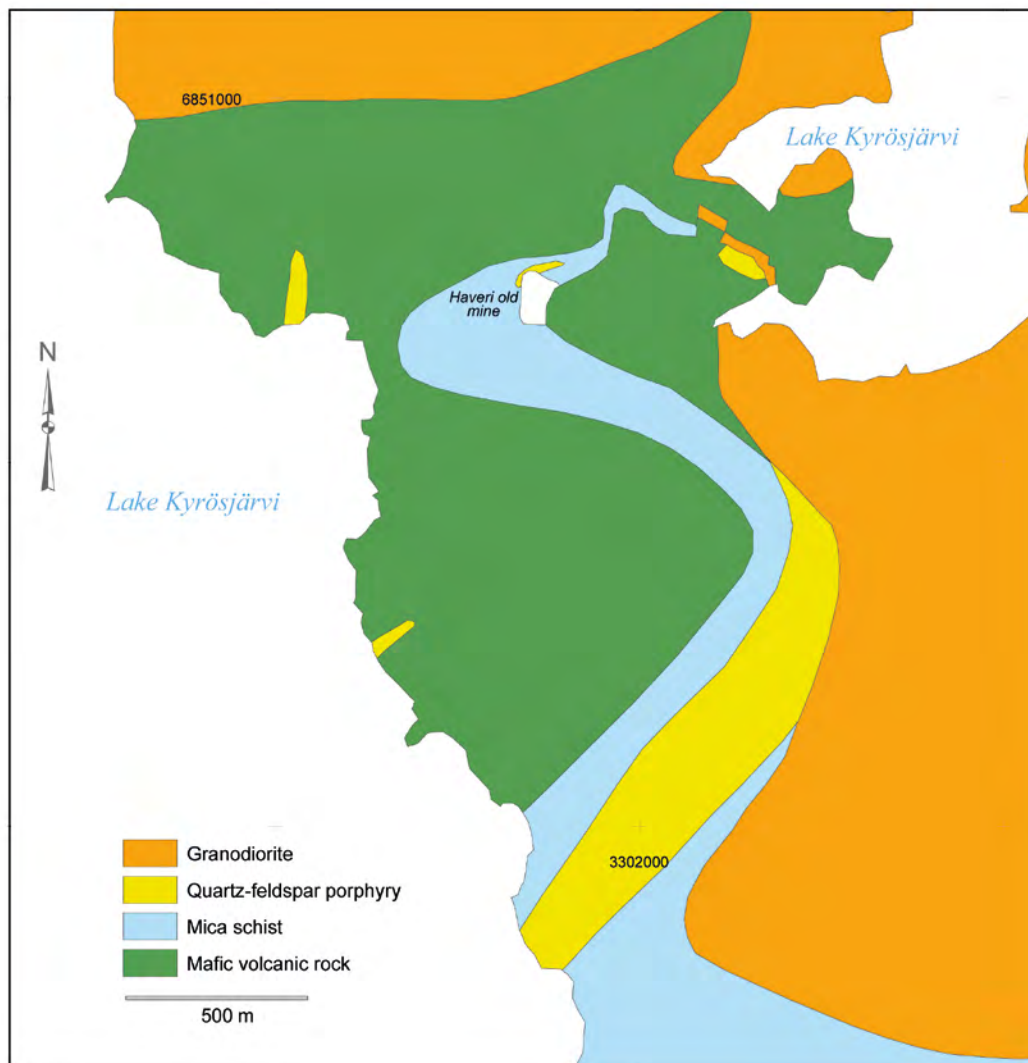 6851000
Lake Kyrösjärvi
Haveri old
mine
N
Lake Kyrösjärvi
3302000
Granodiorite
Quartz-feldspar porphyry
Mica schist
Mafic volcanic rock
500 m